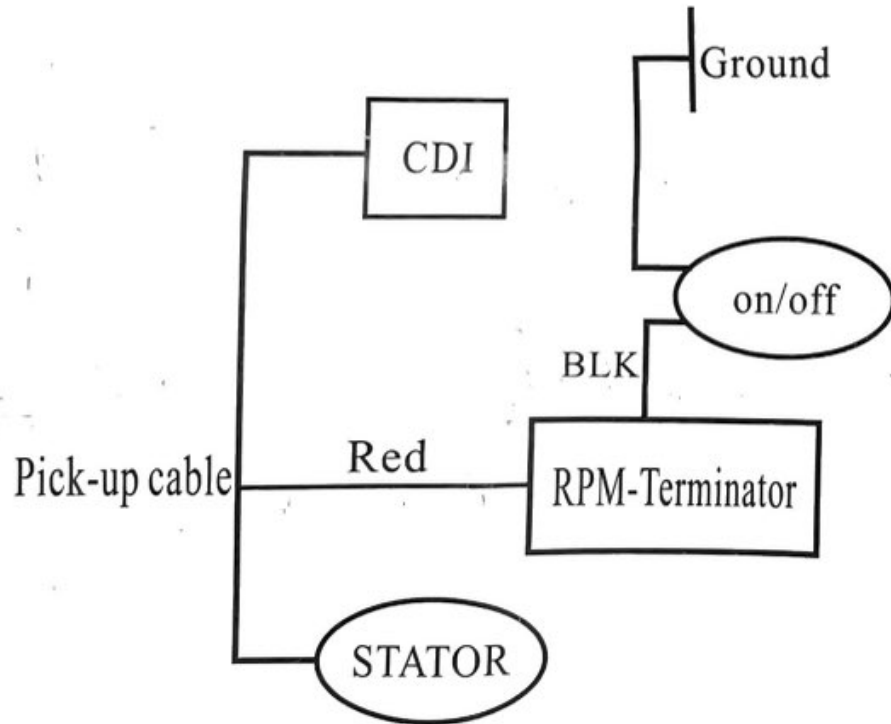 Ground
CDI
on/off
BLK
Red
Pick-up cable
RPM-Terminator
STATOR